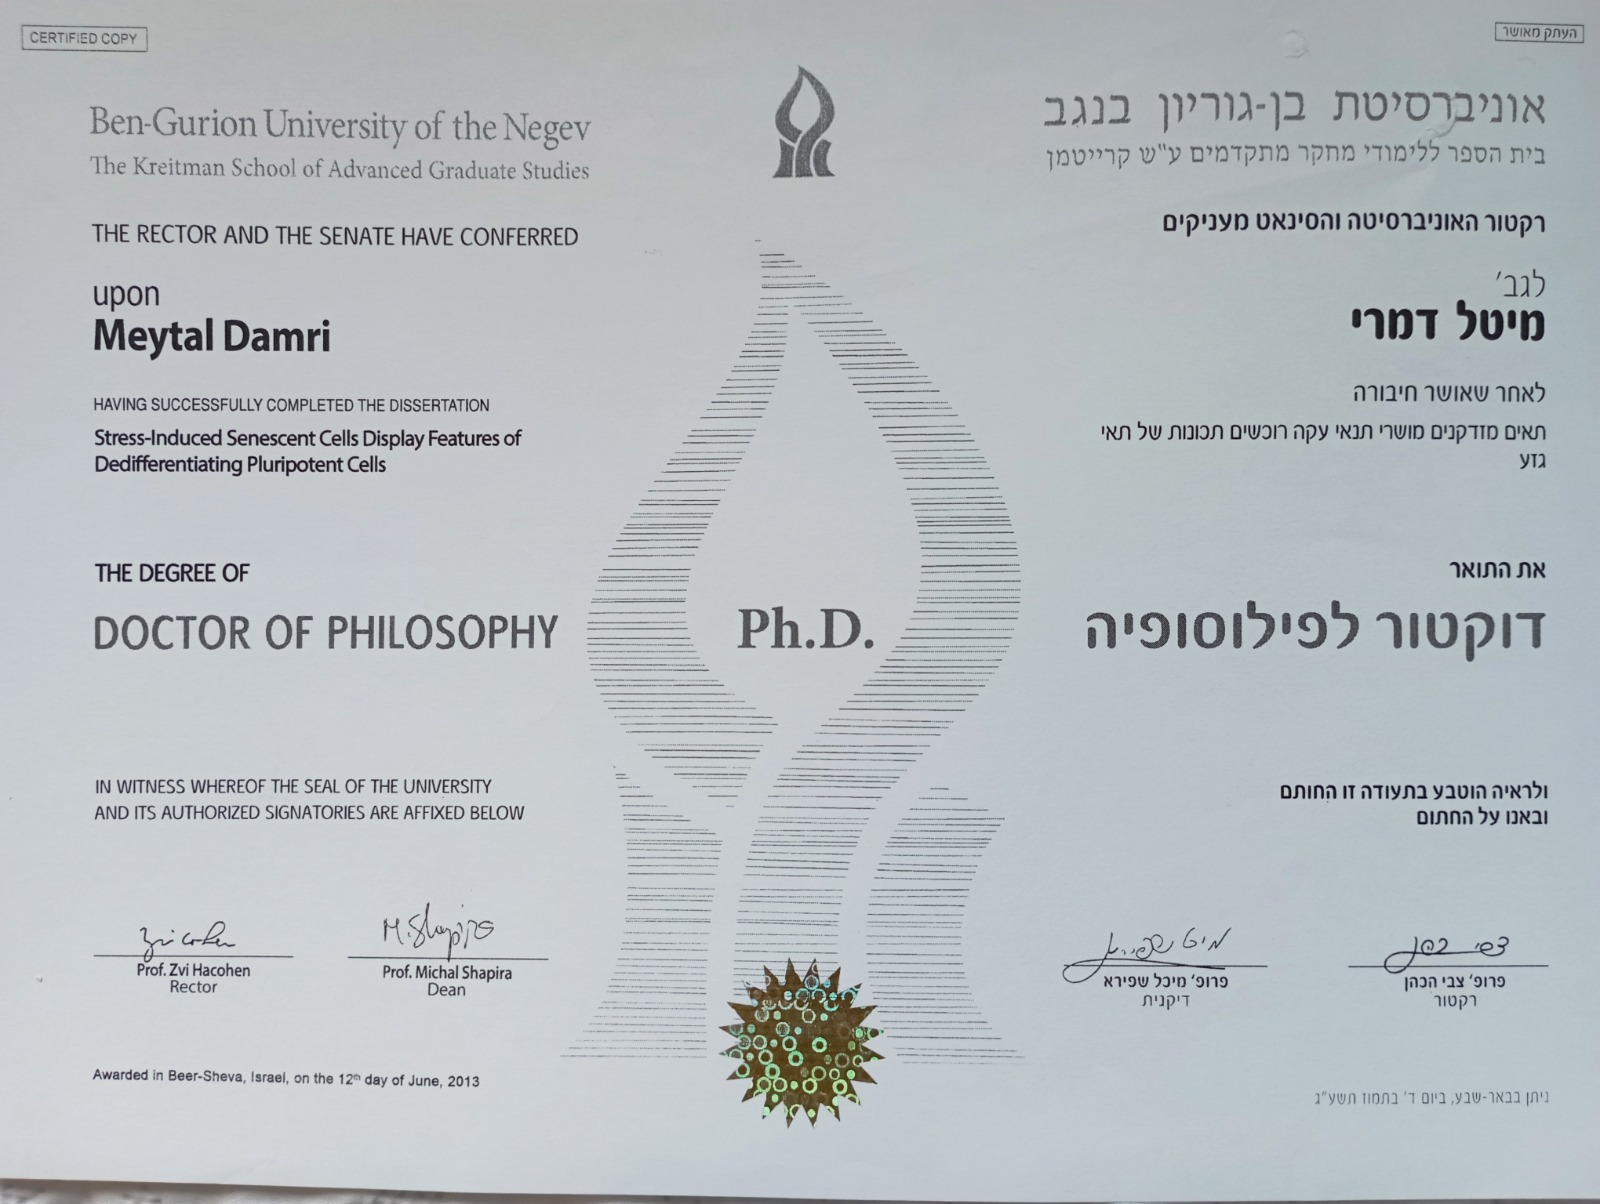 CERTIFIED COPY
העתק מאושר
Ben-Gurion University of the Negev
The Kreitman School of Advanced Graduate Studies
THE RECTOR AND THE SENATE HAVE CONFERRED
upon
Meytal Damri
HAVING SUCCESSFULLY COMPLETED THE DISSERTATION
Stress-Induced Senescent Cells Display Features of
Dedifferentiating Pluripotent Cells
THE DEGREE OF
DOCTOR OF PHILOSOPHY
IN WITNESS WHEREOF THE SEAL OF THE UNIVERSITY
AND ITS AUTHORIZED SIGNATORIES ARE AFFIXED BELOW
Zvi Cohen
Prof. Zvi Hacohen
Rector
M. Shapira
Prof. Michal Shapira
Dean
Awarded in Beer-Sheva, Israel, on the 12th day of June, 2013
Ph.D.
אוניברסיטת בן-גוריון בנגב
בית הספר ללימודי מחקר מתקדמים ע"ש קרייטמן
רקטור האוניברסיטה והסינאט מעניקים
לגב'
מיטל דמרי
לאחר שאושר חיבורה
תאים מזדקנים מושרי תנאי עקה רוכשים תכונות של תאי
גזע
את התואר
דוקטור לפילוסופיה
ולראיה הוטבע בתעודה זו החותם
ובאנו על החתום
פרופ' צבי הכהן
רקטור
פרופ' מיכל שפירא
דיקנית
ניתן בבאר-שבע, ביום ד' בתמוז תשע"ג